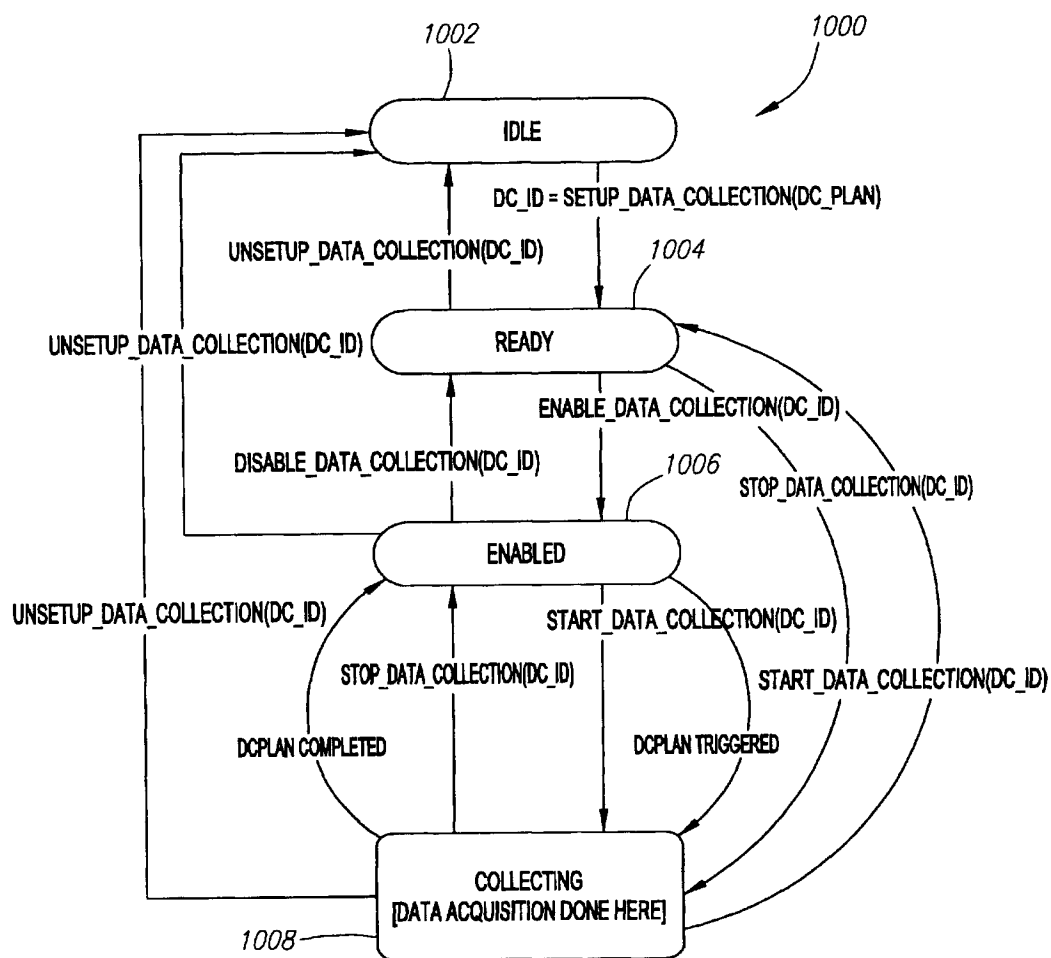 1002
1000
IDLE
DC_ID = SETUP_DATA_COLLECTION(DC_PLAN)
UNSETUP_DATA_COLLECTION(DC_ID)
1004
UNSETUP_DATA_COLLECTION(DC_ID)
READY
ENABLE_DATA_COLLECTION(DC_ID)
DISABLE_DATA_COLLECTION(DC_ID)
1006
STOP_DATA_COLLECTION(DC_ID)
ENABLED
UNSETUP_DATA_COLLECTION(DC_ID)
START_DATA_COLLECTION(DC_ID)
STOP_DATA_COLLECTION(DC_ID)
START_DATA_COLLECTION(DC_ID)
DCPLAN COMPLETED
DCPLAN TRIGGERED
COLLECTING
[DATA ACQUISITION DONE HERE]
1008